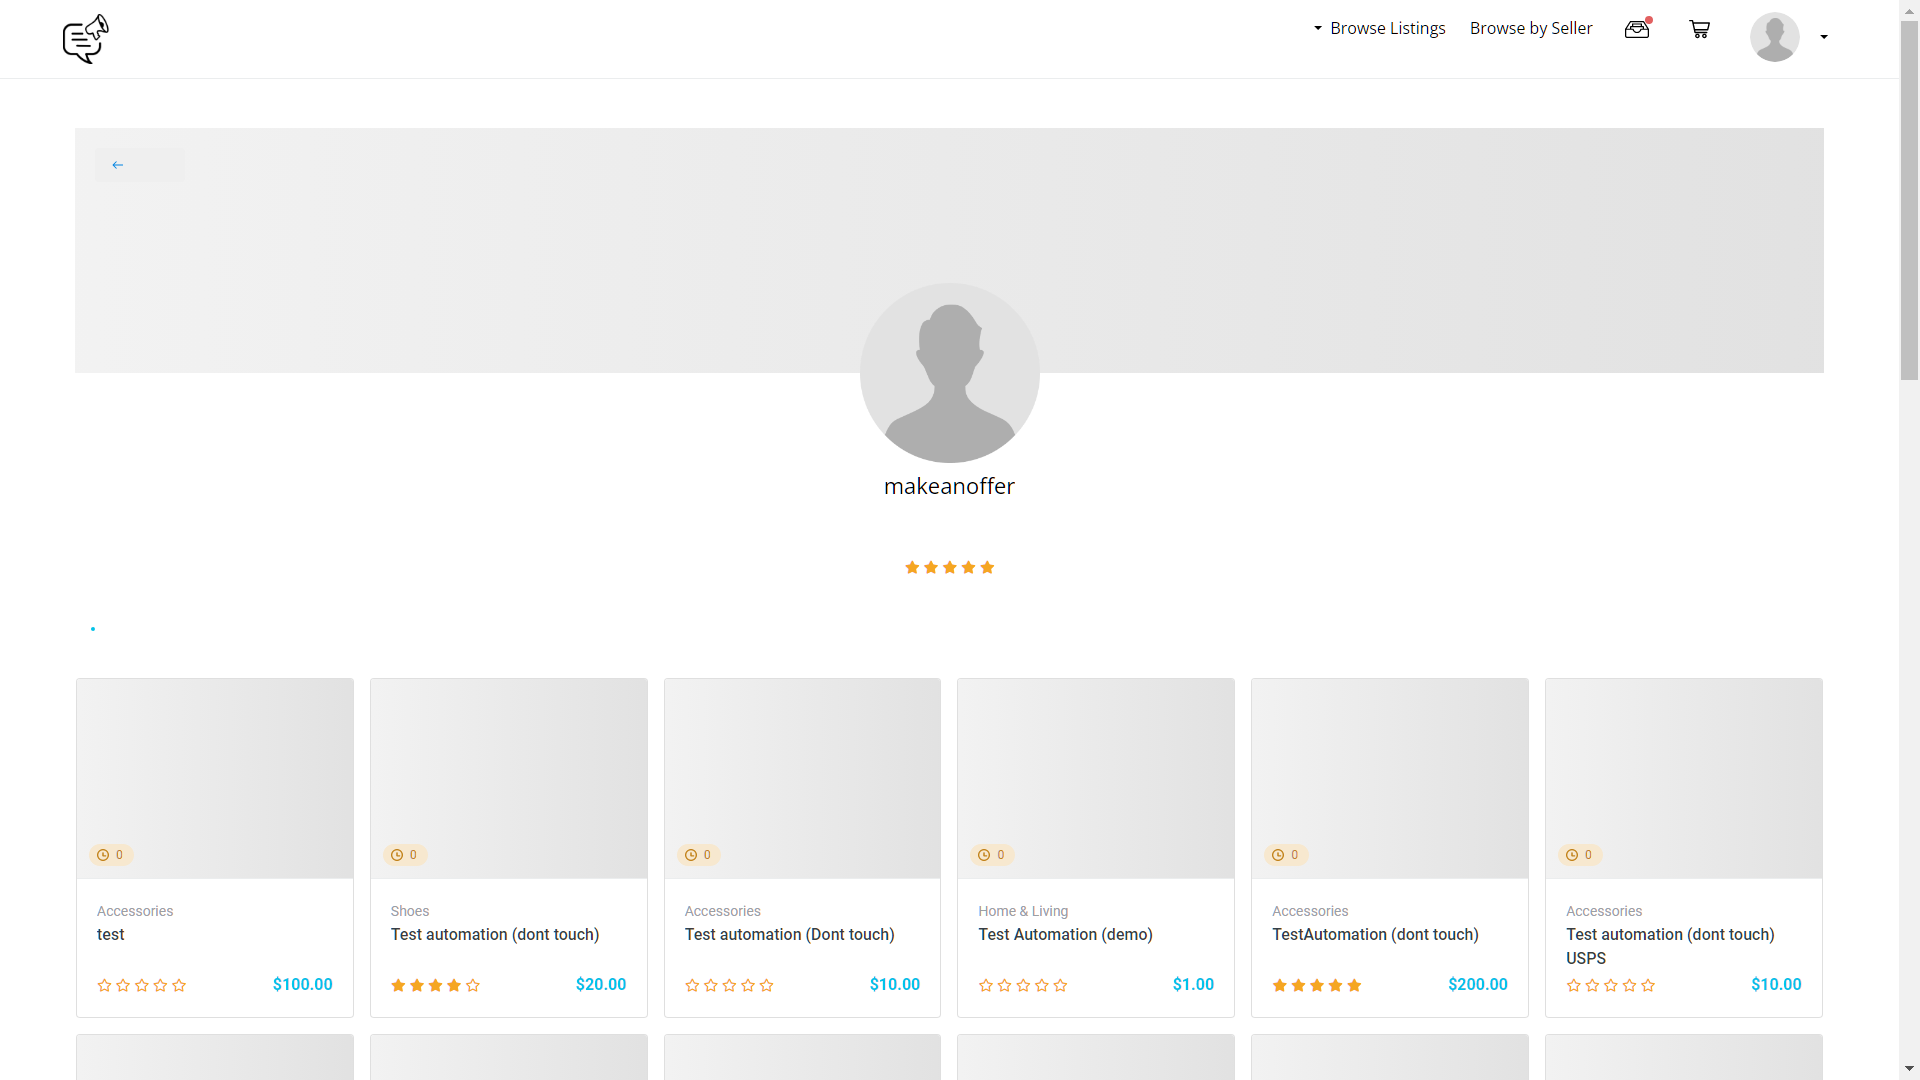 Browse Listings Browse by Seller
makeanoffer
0 0 0 0 0 0
Accessories Shoes Accessories Home & Living Accessories Accessories
test Test automation (dont touch) Test automation (Dont touch) Test Automation (demo) TestAutomation (dont touch) Test automation (dont touch)
USPS
$100.00 $20.00 $10.00 $1.00 $200.00 $10.00